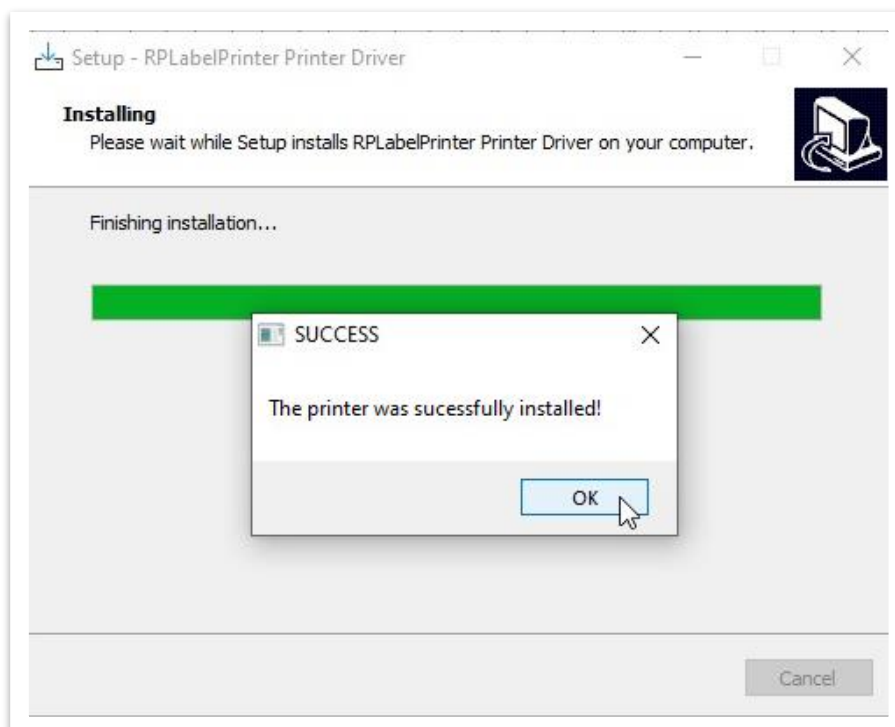 Setup - RPLabelPrinter Printer Driver
Installing
Please wait while Setup installs RPLabelPrinter Printer Driver on your computer.
Finishing installation...
SUCCESS
The printer was sucessfully installed!
OK
Cancel